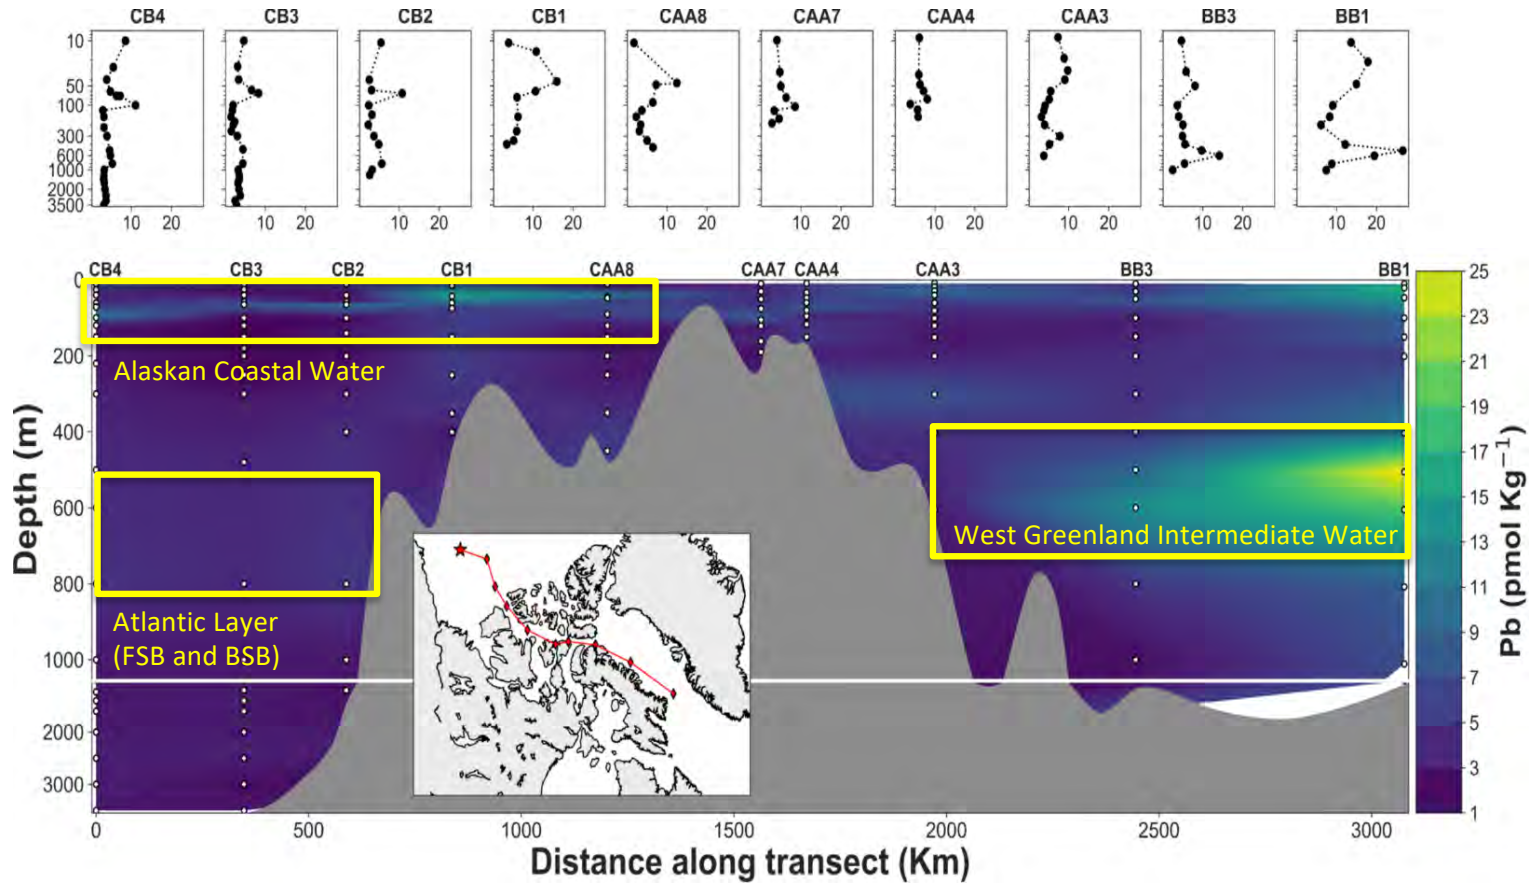 CB4 CB3 CB2 CB1 CAA8 CAA7 CAA4 CAA3 BB3 BB1
10
50
100
300
600
1000
2000
3500
10 20 10 20 10 20 10 20 10 20 10 20 10 20 10 20 10 20 10 20
CB4 CB3 CB2 CB1 CAA8 CAA7 CAA4 CAA3 BB3 BB1
0
200
400
600
800
1000
2000
3000
Depth (m)
Alaskan Coastal Water
West Greenland Intermediate Water
Atlantic Layer
(FSB and BSB)
25
23
21
19
17
15
13
11
9
7
5
3
1
Pb (pmol Kg⁻¹)
0 500 1000 1500 2000 2500 3000
Distance along transect (Km)